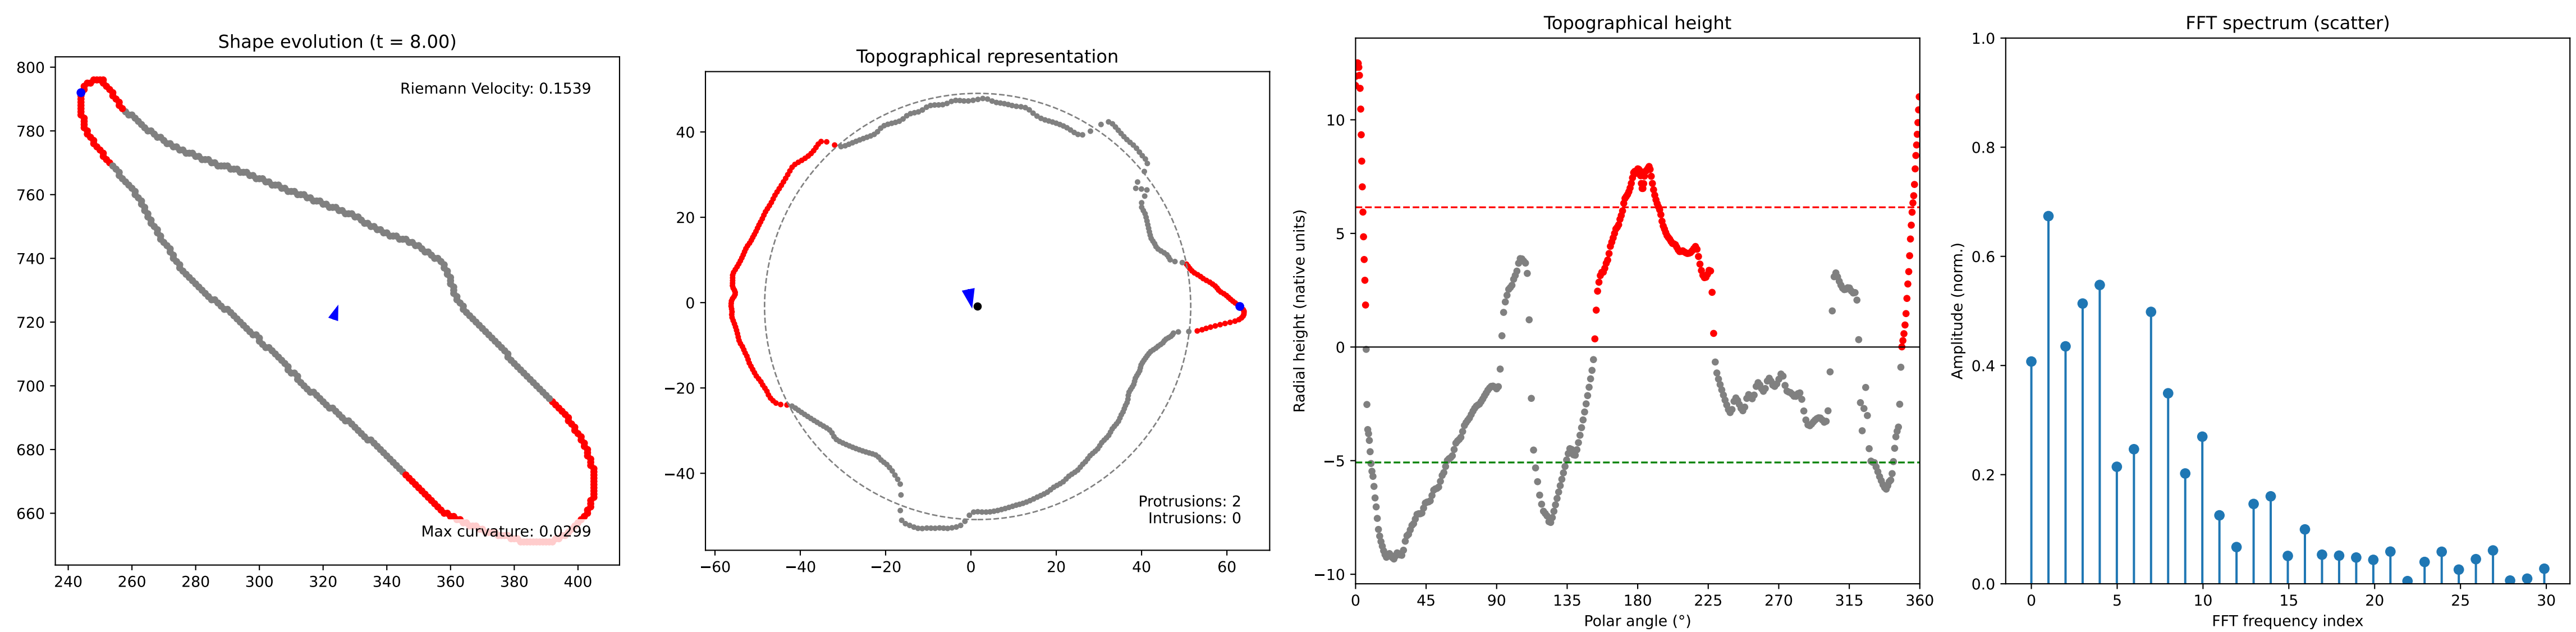 Shape evolution (t = 8.00)
Riemann Velocity: 0.1539
Max curvature: 0.0299
800
780
760
740
720
700
680
660
240 260 280 300 320 340 360 380 400
Topographical representation
40
20
0
−20
−40
Protrusions: 2
Intrusions: 0
−60 −40 −20 0 20 40 60
Topographical height
Radial height (native units)
10
5
0
−5
−10
0 45 90 135 180 225 270 315 360
Polar angle (°)
FFT spectrum (scatter)
Amplitude (norm.)
1.0
0.8
0.6
0.4
0.2
0.0
0 5 10 15 20 25 30
FFT frequency index